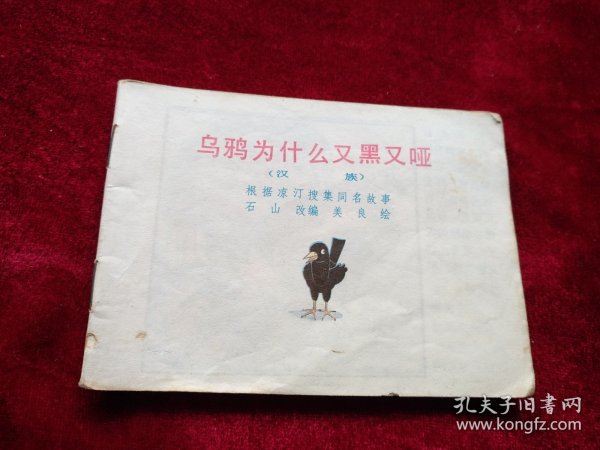 乌鸦为什么又黑又哑
(汉 族)
根据凉汀搜集同名故事
石山 改编 美良 绘
孔夫子旧书网
www.kongfz.com